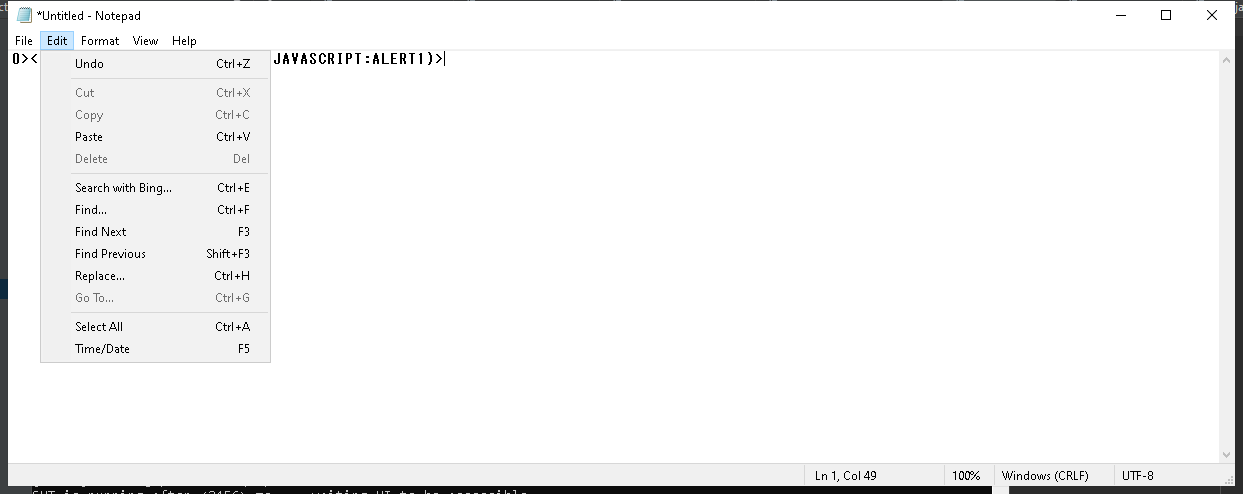 *Untitled - Notepad
File Edit Format View Help
0><
JAVASCRIPT:ALERT1)>
Undo Ctrl+Z
Cut Ctrl+X
Copy Ctrl+C
Paste Ctrl+V
Delete Del
Search with Bing... Ctrl+E
Find... Ctrl+F
Find Next F3
Find Previous Shift+F3
Replace... Ctrl+H
Go To... Ctrl+G
Select All Ctrl+A
Time/Date F5
Ln 1, Col 49 100% Windows (CRLF) UTF-8